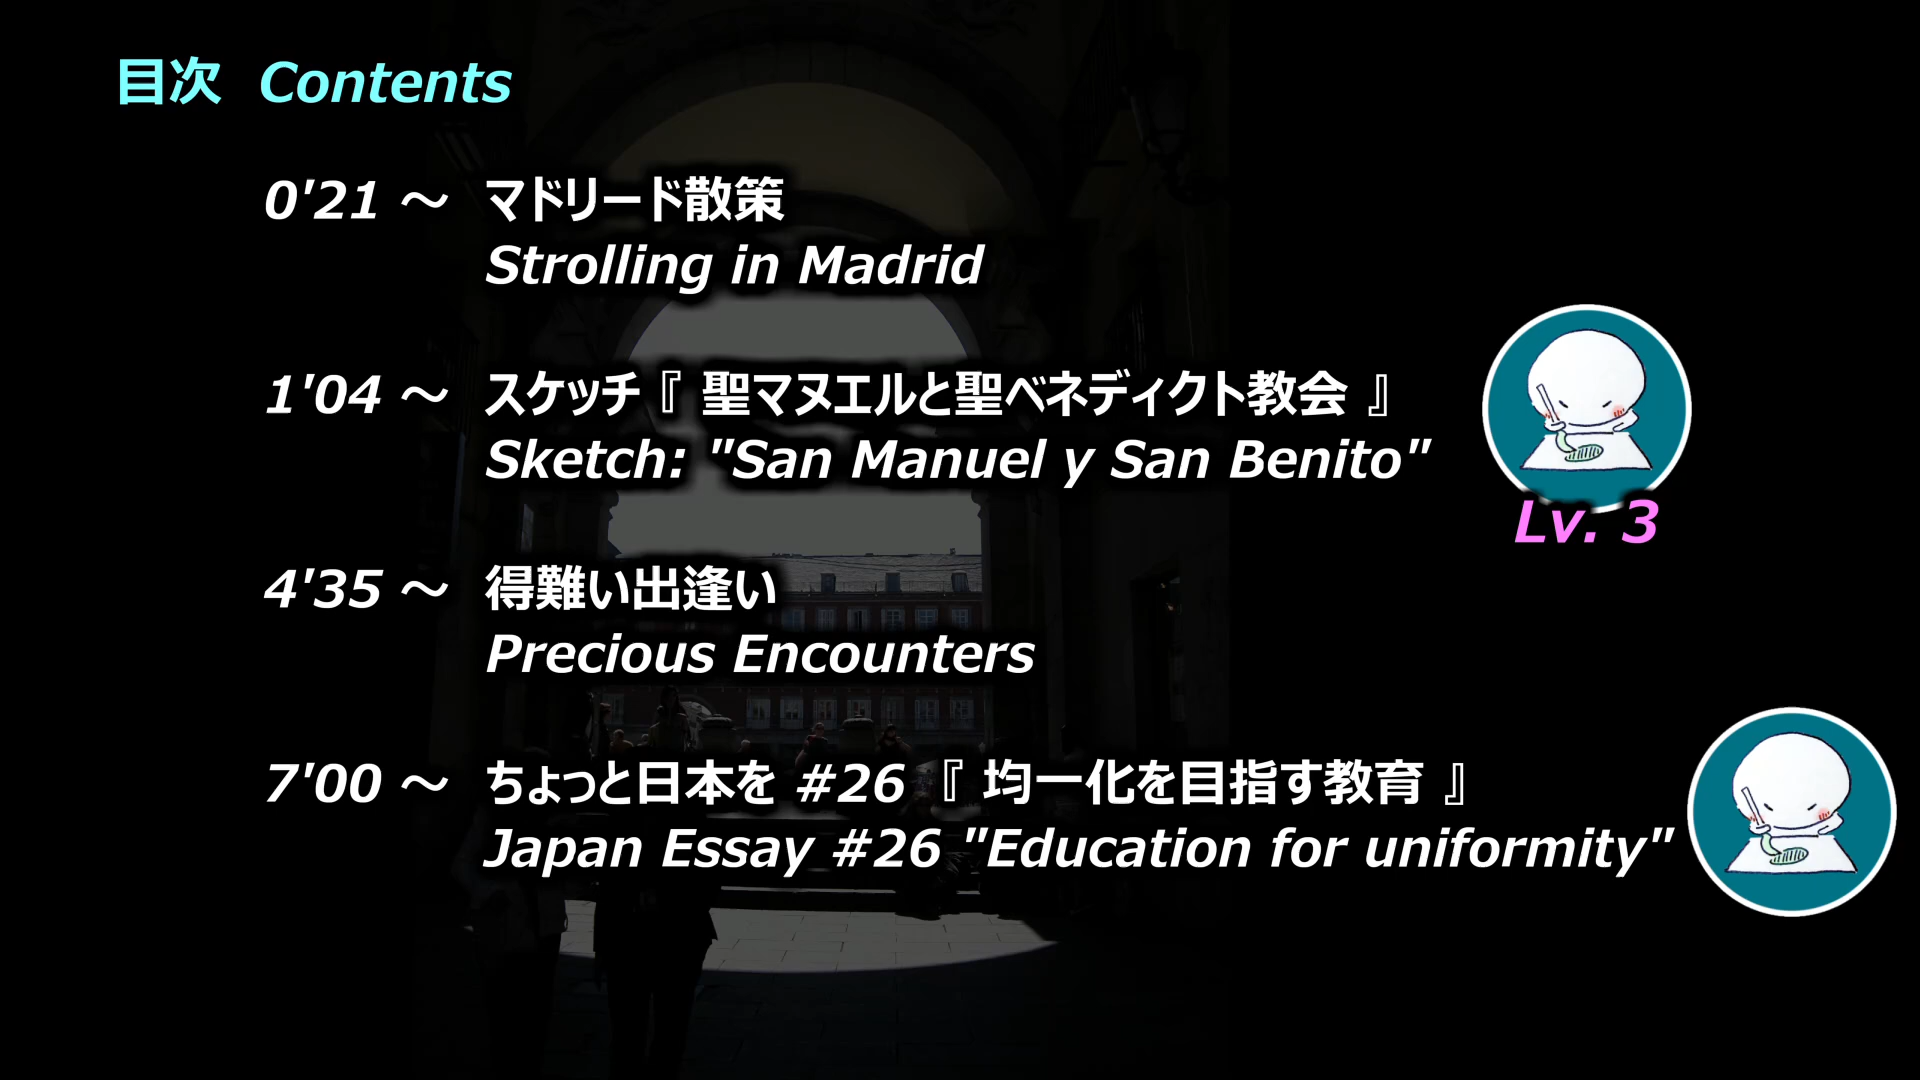 目次 Contents
0'21 ～ マドリード散策
Strolling in Madrid
1'04 ～ スケッチ『 聖マヌエルと聖ベネディクト教会 』
Sketch: "San Manuel y San Benito"
Lv. 3
4'35 ～ 得難い出逢い
Precious Encounters
7'00 ～ ちょっと日本を #26 『 均一化を目指す教育 』
Japan Essay #26 "Education for uniformity"